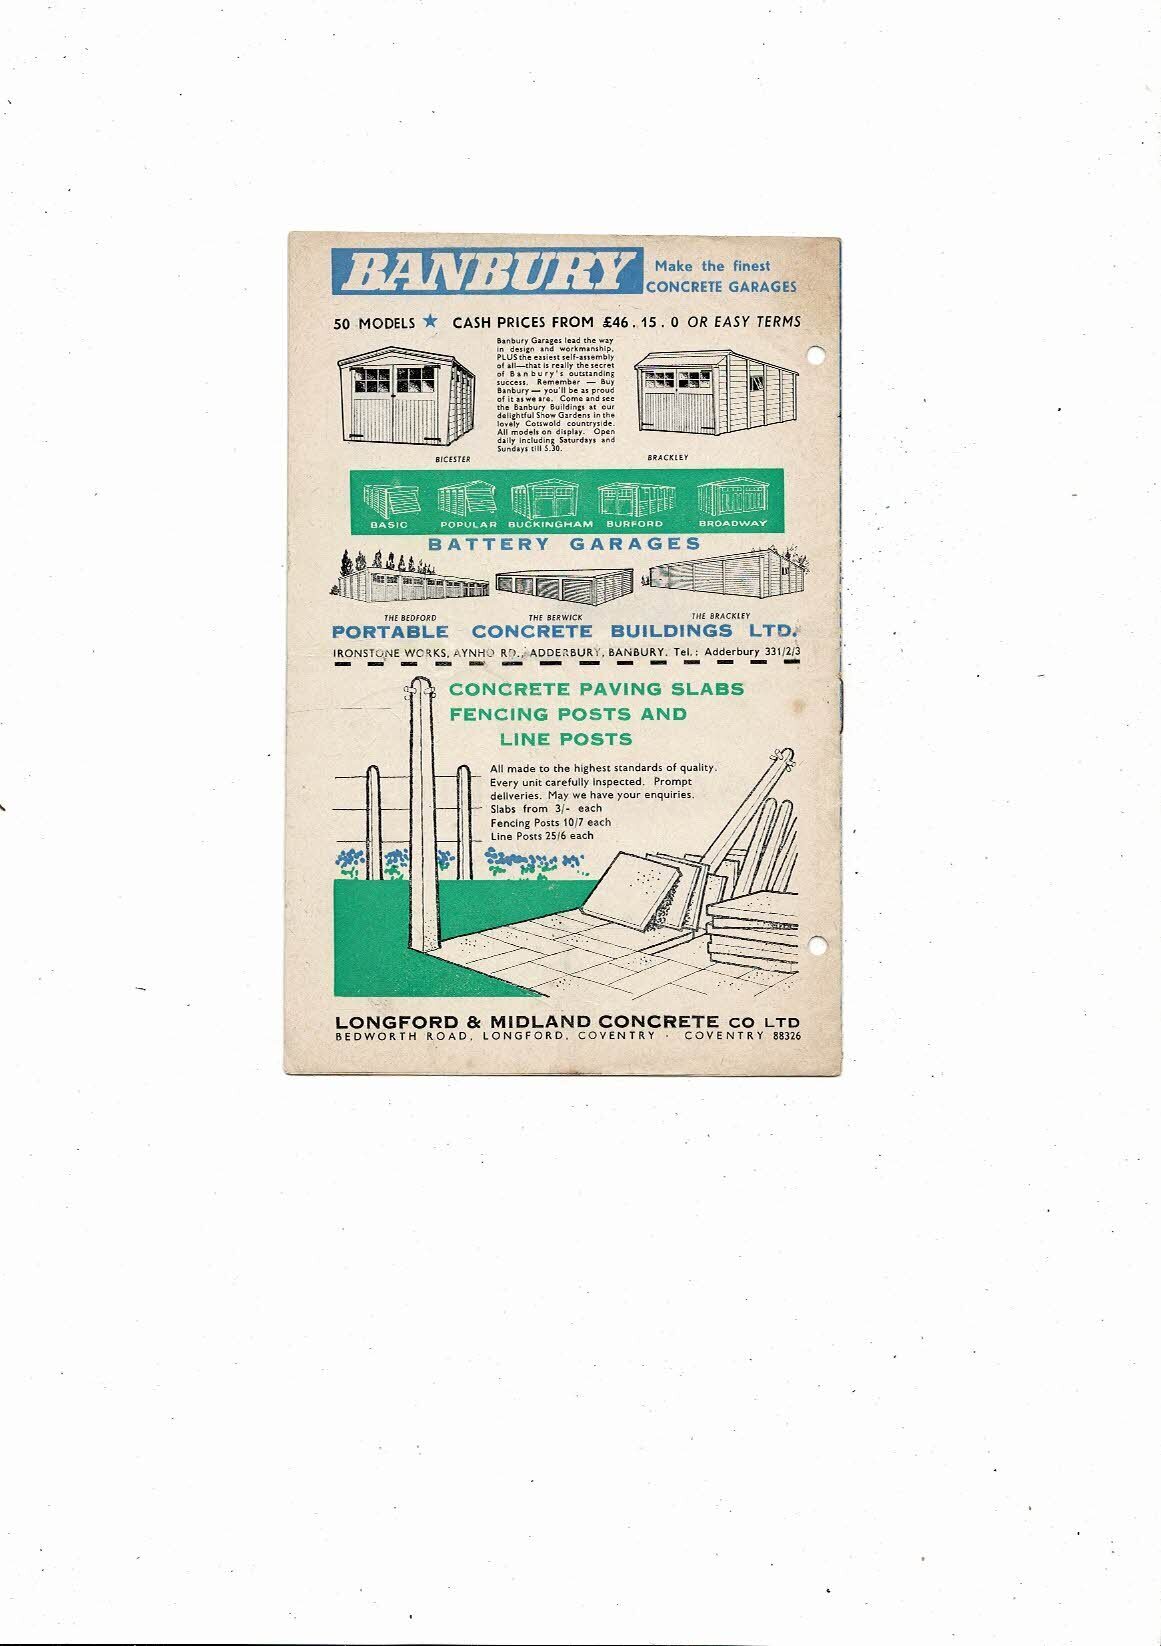 BANBURY
Make the finest
CONCRETE GARAGES
50 MODELS ★ CASH PRICES FROM £46.15.0 OR EASY TERMS
Banbury Garages lead the way
in design and workmanship,
PLUS the easiest self-assembly
of all—that is really the secret
of Banbury's outstanding
success. Remember — Buy
Banbury — you'll be as proud
of it as we are. Come and see
the Banbury Buildings at our
delightful Show Gardens in the
lovely Cotswold countryside.
All models on display. Open
daily including Saturdays and
Sundays till 5.30.
BICESTER
BRACKLEY
BASIC POPULAR BUCKINGHAM BURFORD BROADWAY
BATTERY GARAGES
THE BEDFORD THE BERWICK THE BRACKLEY
PORTABLE CONCRETE BUILDINGS LTD.
IRONSTONE WORKS, AYNHO RD., ADDERBURY, BANBURY. Tel.: Adderbury 331/2/3
CONCRETE PAVING SLABS
FENCING POSTS AND
LINE POSTS
All made to the highest standards of quality.
Every unit carefully inspected. Prompt
deliveries. May we have your enquiries.
Slabs from 3/- each
Fencing Posts 10/7 each
Line Posts 25/6 each
LONGFORD & MIDLAND CONCRETE CO LTD
BEDWORTH ROAD, LONGFORD, COVENTRY · COVENTRY 88326